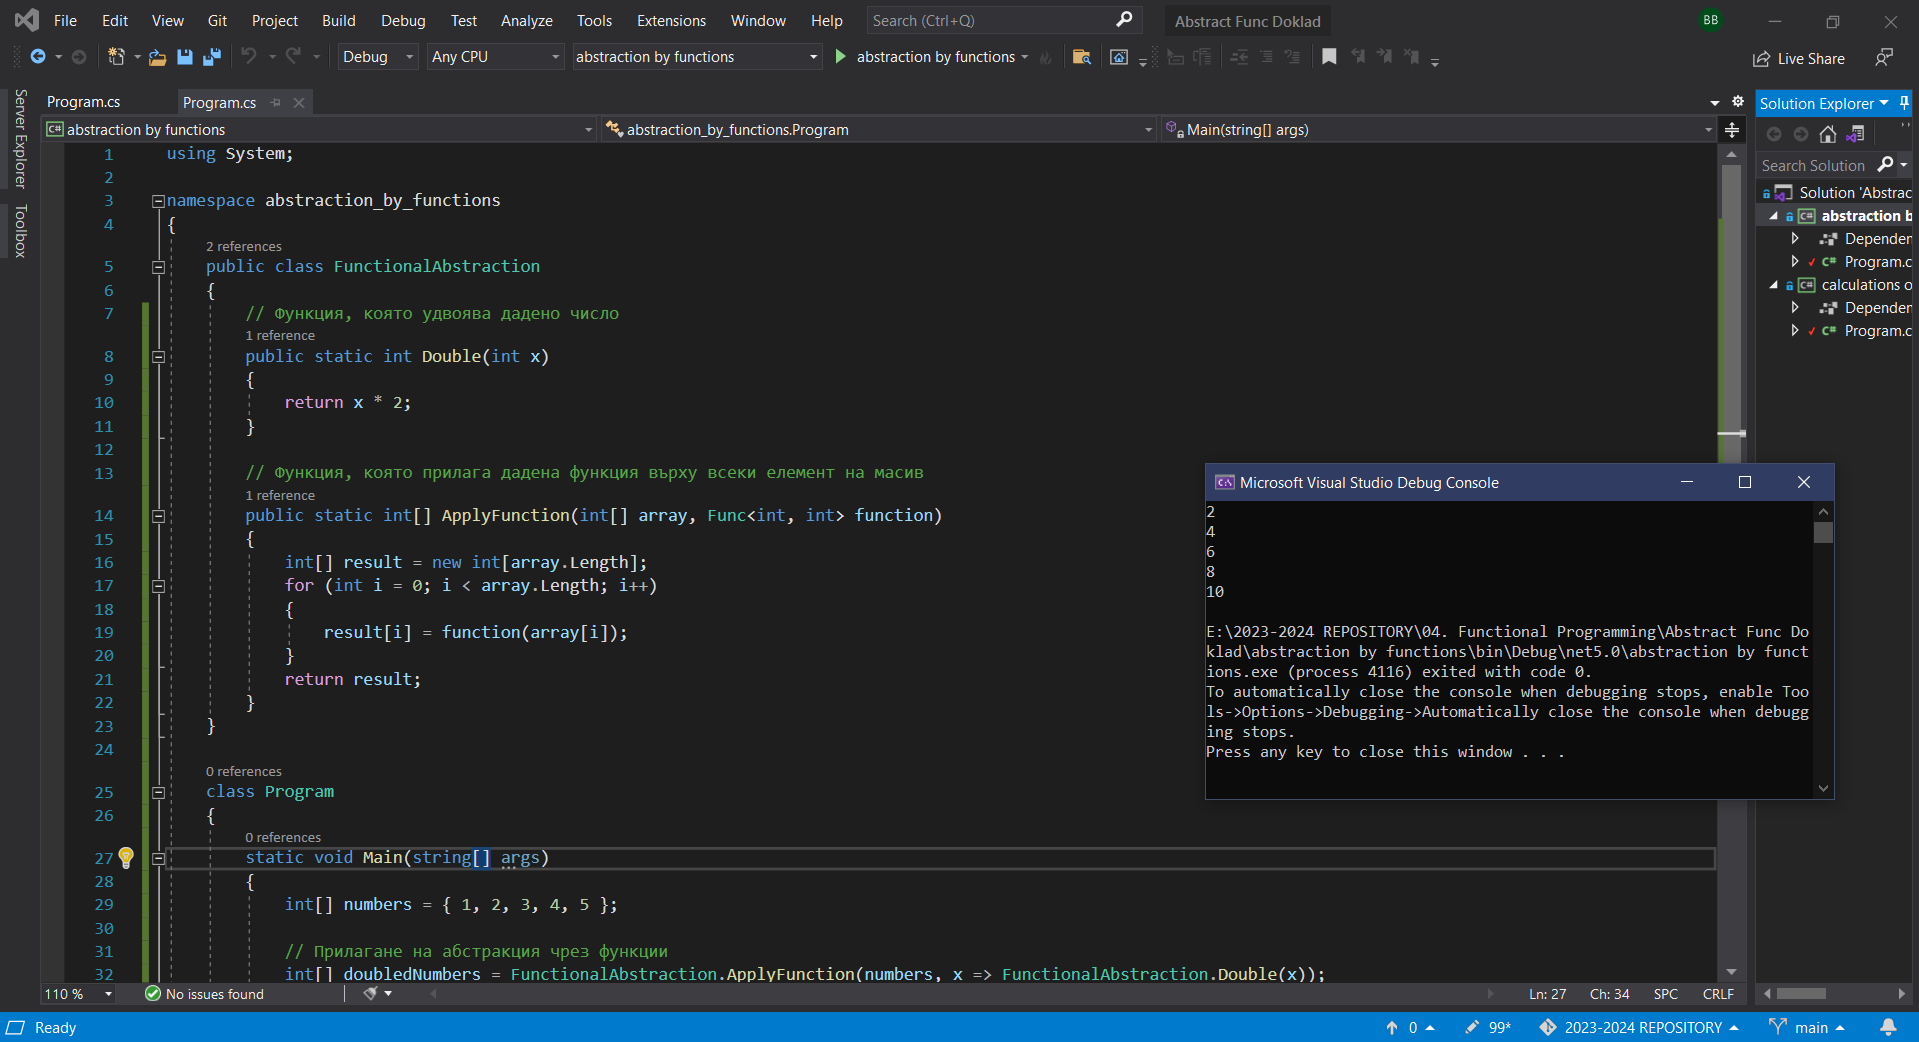 File Edit View Git Project Build Debug Test Analyze Tools Extensions Window Help Search (Ctrl+Q) Abstract Func Doklad BB
Debug Any CPU abstraction by functions abstraction by functions Live Share
Server Explorer
Toolbox
Program.cs Program.cs
abstraction by functions abstraction_by_functions.Program Main(string[] args)
1 using System;
2
3 namespace abstraction_by_functions
4 {
2 references
5 public class FunctionalAbstraction
6 {
7 // Функция, която удвоява дадено число
1 reference
8 public static int Double(int x)
9 {
10 return x * 2;
11 }
12
13 // Функция, която прилага дадена функция върху всеки елемент на масив
1 reference
14 public static int[] ApplyFunction(int[] array, Func<int, int> function)
15 {
16 int[] result = new int[array.Length];
17 for (int i = 0; i < array.Length; i++)
18 {
19 result[i] = function(array[i]);
20 }
21 return result;
22 }
23 }
24
0 references
25 class Program
26 {
0 references
27 static void Main(string[] args)
28 {
29 int[] numbers = { 1, 2, 3, 4, 5 };
30
31 // Прилагане на абстракция чрез функции
32 int[] doubledNumbers = FunctionalAbstraction.ApplyFunction(numbers, x => FunctionalAbstraction.Double(x));
Microsoft Visual Studio Debug Console
2
4
6
8
10
E:\2023-2024 REPOSITORY\04. Functional Programming\Abstract Func Do
klad\abstraction by functions\bin\Debug\net5.0\abstraction by funct
ions.exe (process 4116) exited with code 0.
To automatically close the console when debugging stops, enable Too
ls->Options->Debugging->Automatically close the console when debugg
ing stops.
Press any key to close this window . . .
Solution Explorer
Search Solution
Solution 'Abstrac
abstraction b
Depender
C# Program.c
C# calculations o
Depender
C# Program.c
110 % No issues found Ln: 27 Ch: 34 SPC CRLF
Ready 0 99* 2023-2024 REPOSITORY main